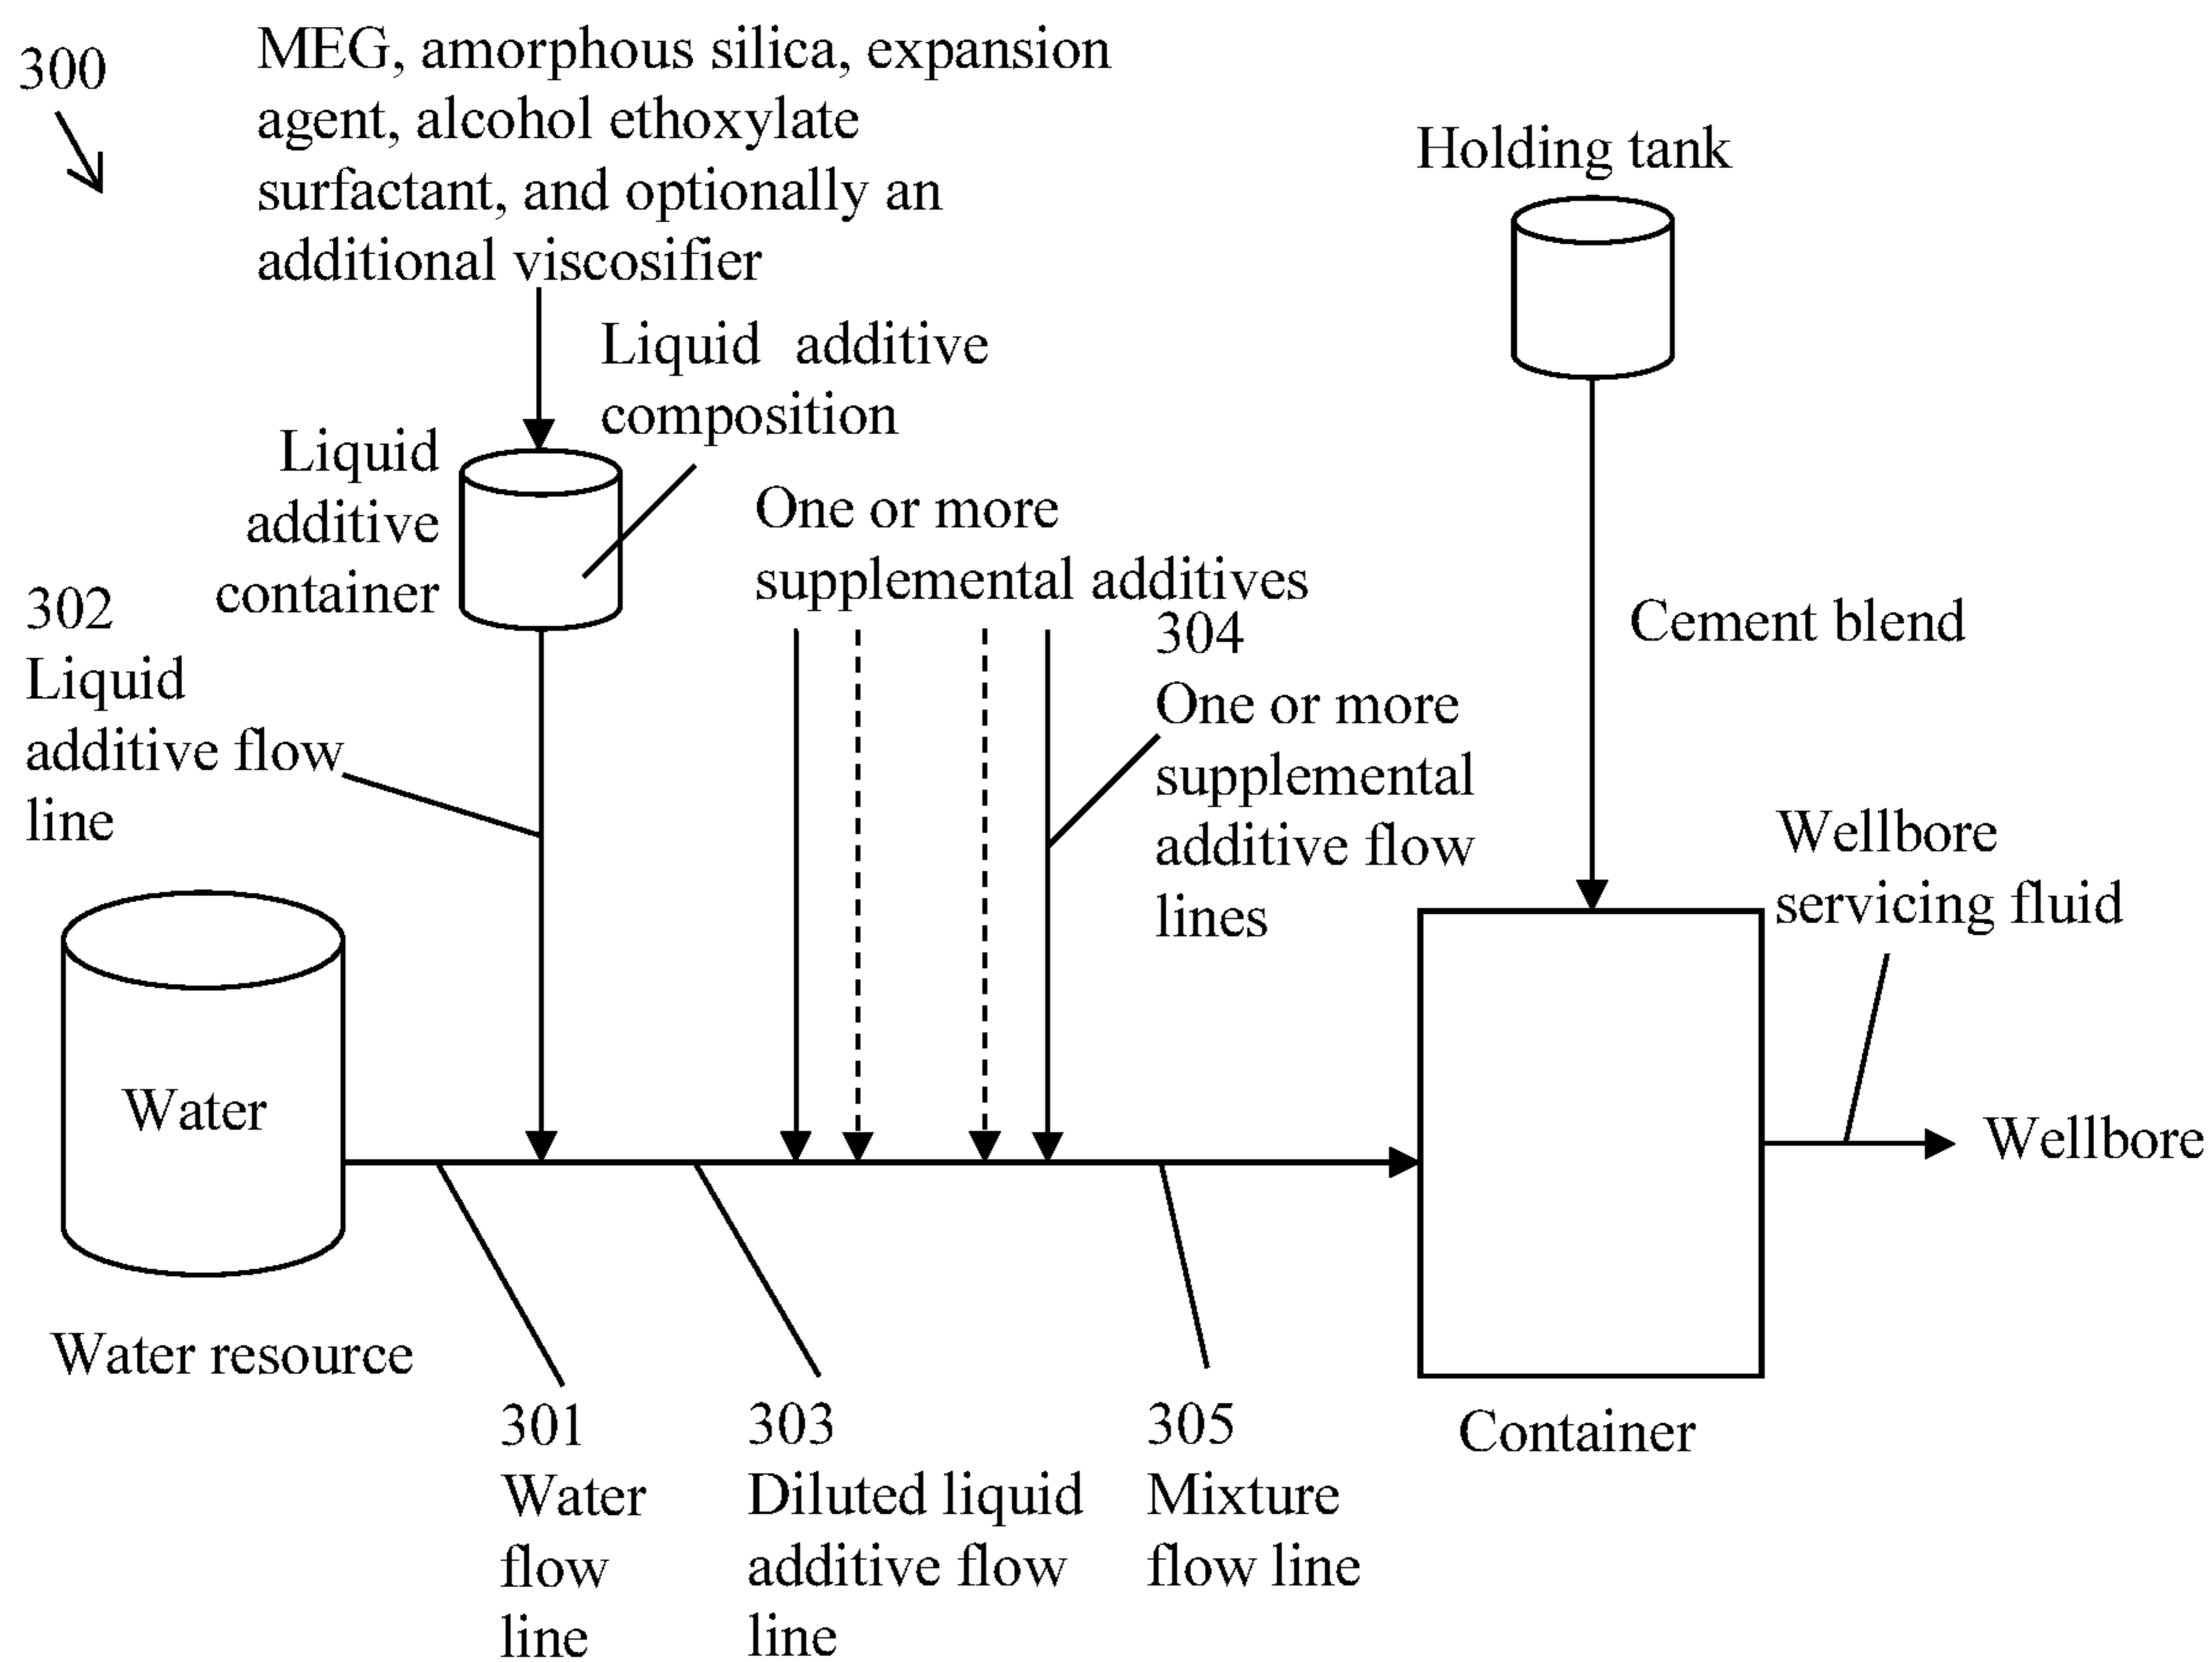 300
MEG, amorphous silica, expansion
agent, alcohol ethoxylate
surfactant, and optionally an
additional viscosifier
Holding tank
Liquid additive
composition
Liquid
additive
container
One or more
supplemental additives
302
Liquid
additive flow
line
304
One or more
supplemental
additive flow
lines
Cement blend
Wellbore
servicing fluid
Water
Wellbore
Water resource
301
Water
flow
line
303
Diluted liquid
additive flow
line
305
Mixture
flow line
Container